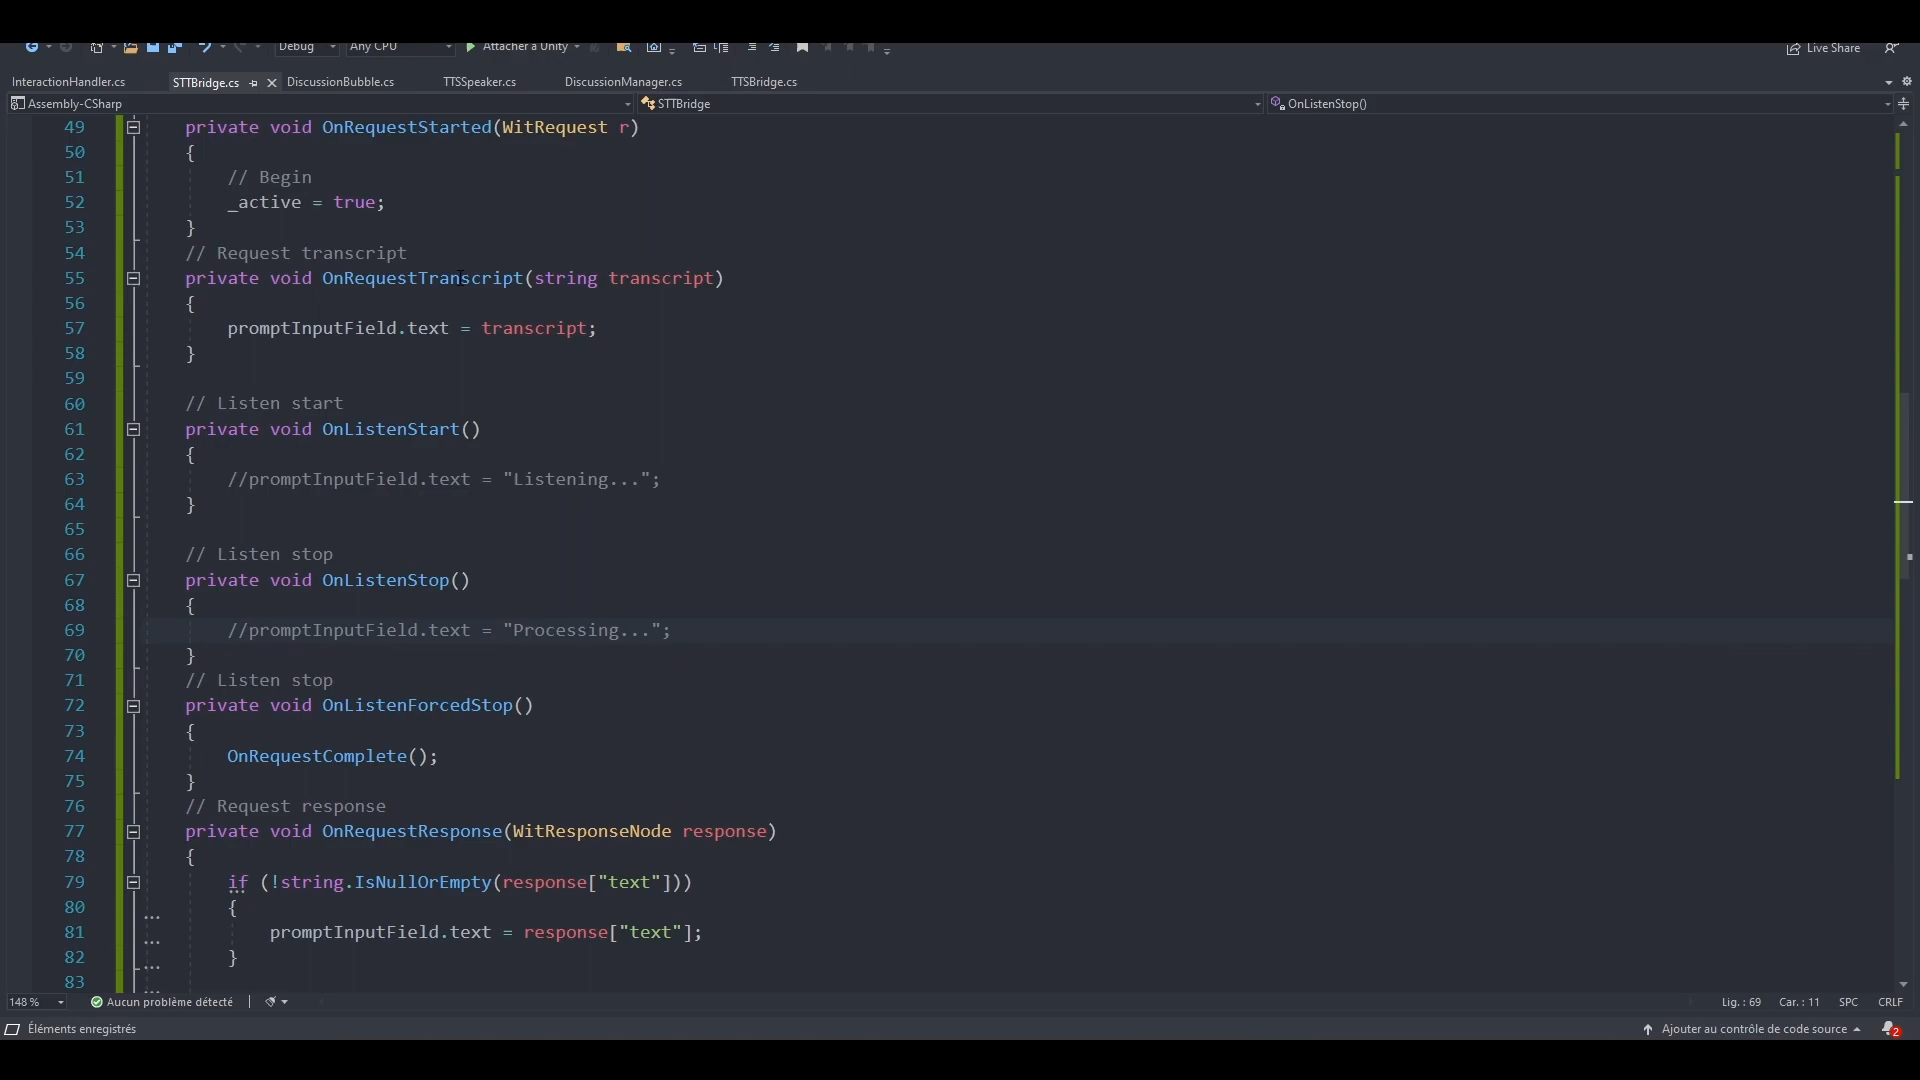 Debug Any CPU Attacher à Unity Live Share
InteractionHandler.cs STTBridge.cs DiscussionBubble.cs TTSSpeaker.cs DiscussionManager.cs TTSBridge.cs
Assembly-CSharp STTBridge OnListenStop()
49 private void OnRequestStarted(WitRequest r)
50 {
51 // Begin
52 _active = true;
53 }
54 // Request transcript
55 private void OnRequestTranscript(string transcript)
56 {
57 promptInputField.text = transcript;
58 }
59
60 // Listen start
61 private void OnListenStart()
62 {
63 //promptInputField.text = "Listening...";
64 }
65
66 // Listen stop
67 private void OnListenStop()
68 {
69 //promptInputField.text = "Processing...";
70 }
71 // Listen stop
72 private void OnListenForcedStop()
73 {
74 OnRequestComplete();
75 }
76 // Request response
77 private void OnRequestResponse(WitResponseNode response)
78 {
79 if (!string.IsNullOrEmpty(response["text"]))
80 {
81 promptInputField.text = response["text"];
82 }
83
148 % Aucun problème détecté Lig. : 69 Car. : 11 SPC CRLF
Éléments enregistrés Ajouter au contrôle de code source 2